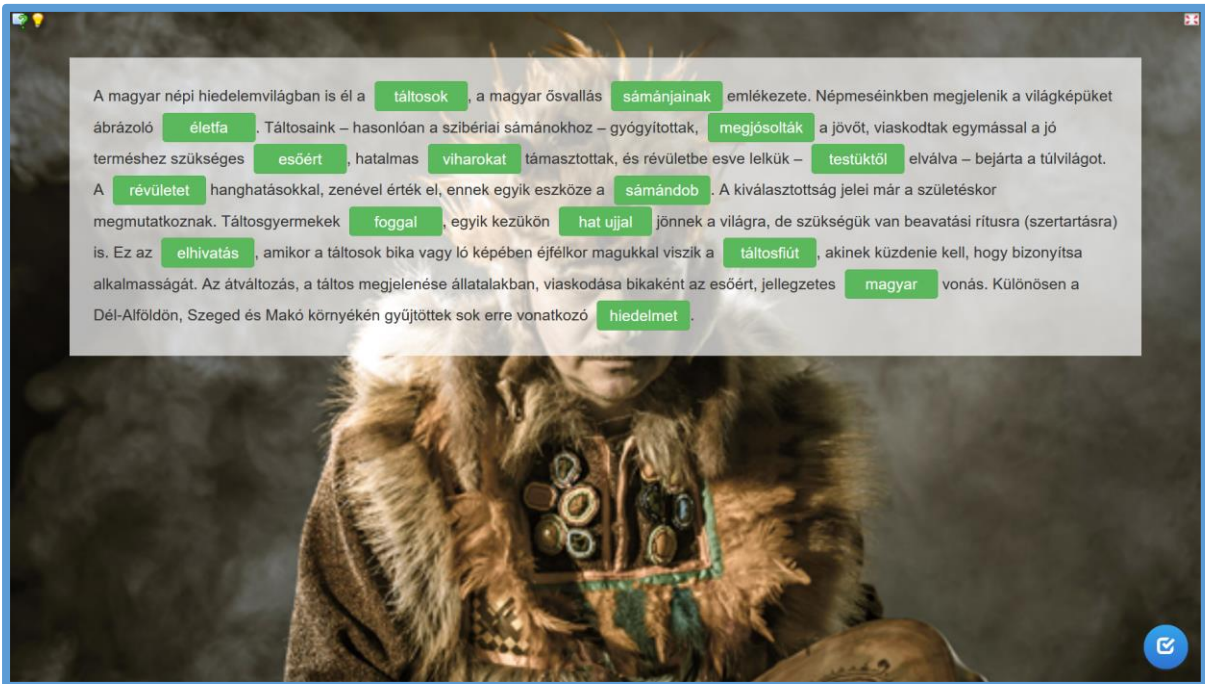 A magyar népi hiedelemvilágban is él a táltosok , a magyar ősvallás sámánjainak emlékezete. Népmeséinkben megjelenik a világképüket
ábrázoló életfa . Táltosaink – hasonlóan a szibériai sámánokhoz – gyógyítottak, megjósolták a jövőt, viaskodtak egymással a jó
terméshez szükséges esőért , hatalmas viharokat támasztottak, és révületbe esve lelkük – testüktől elválva – bejárta a túlvilágot.
A révületet hanghatásokkal, zenével érték el, ennek egyik eszköze a sámándob . A kiválasztottság jelei már a születéskor
megmutatkoznak. Táltosgyermekek foggal , egyik kezükön hat ujjal jönnek a világra, de szükségük van beavatási rítusra (szertartásra)
is. Ez az elhivatás , amikor a táltosok bika vagy ló képében éjfélkor magukkal viszik a táltosfiút , akinek küzdenie kell, hogy bizonyítsa
alkalmasságát. Az átváltozás, a táltos megjelenése állatalakban, viaskodása bikaként az esőért, jellegzetes magyar vonás. Különösen a
Dél-Alföldön, Szeged és Makó környékén gyűjtöttek sok erre vonatkozó hiedelmet .